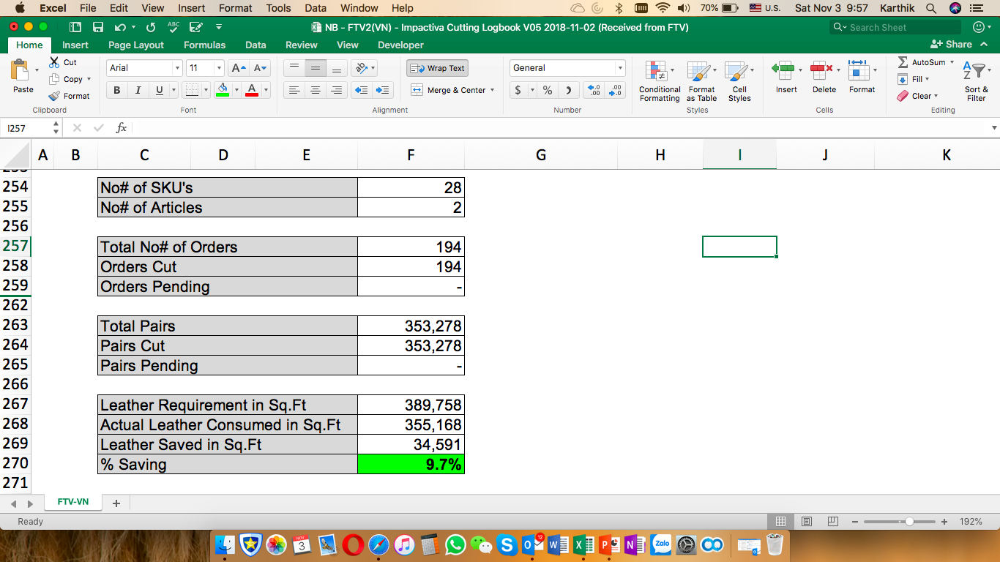 Excel File Edit View Insert Format Tools Data Window Help 70% U.S. Sat Nov 3 9:57 Karthik
ABC NB - FTV2(VN) - Impactiva Cutting Logbook V05 2018-11-02 (Received from FTV) Search Sheet
Home Insert Page Layout Formulas Data Review View Developer Share
Paste Cut Copy Format Clipboard
Arial 11 A A B I U A Font
Wrap Text Merge & Center Alignment
General $ % ) .0 .00 .00 .0 Number
Conditional Formatting Format as Table Cell Styles Styles
Insert Delete Format Cells
AutoSum Fill Clear Sort & Filter Editing
I257 fx
A B C D E F G H I J K
254 No# of SKU's 28
255 No# of Articles 2
256
257 Total No# of Orders 194
258 Orders Cut 194
259 Orders Pending -
262
263 Total Pairs 353,278
264 Pairs Cut 353,278
265 Pairs Pending -
266
267 Leather Requirement in Sq.Ft 389,758
268 Actual Leather Consumed in Sq.Ft 355,168
269 Leather Saved in Sq.Ft 34,591
270 % Saving 9.7%
271
FTV-VN +
Ready 192%
NOV 3 12 Zalo